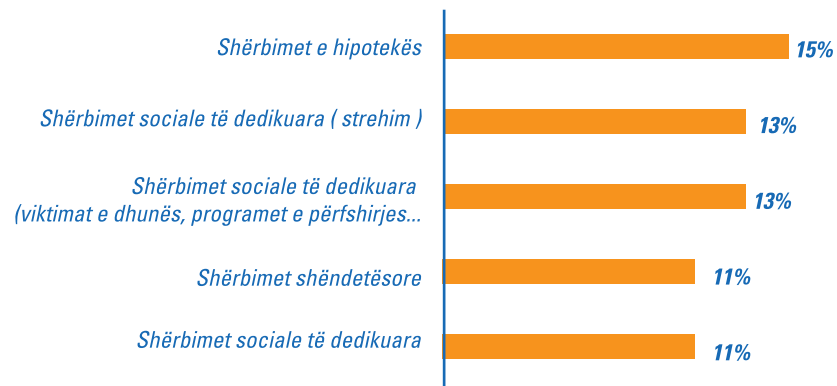 Shërbimet e hipotekës
15%
Shërbimet sociale të dedikuara ( strehim )
13%
Shërbimet sociale të dedikuara
(viktimat e dhunës, programet e përfshirjes...
13%
Shërbimet shëndetësore
11%
Shërbimet sociale të dedikuara
11%